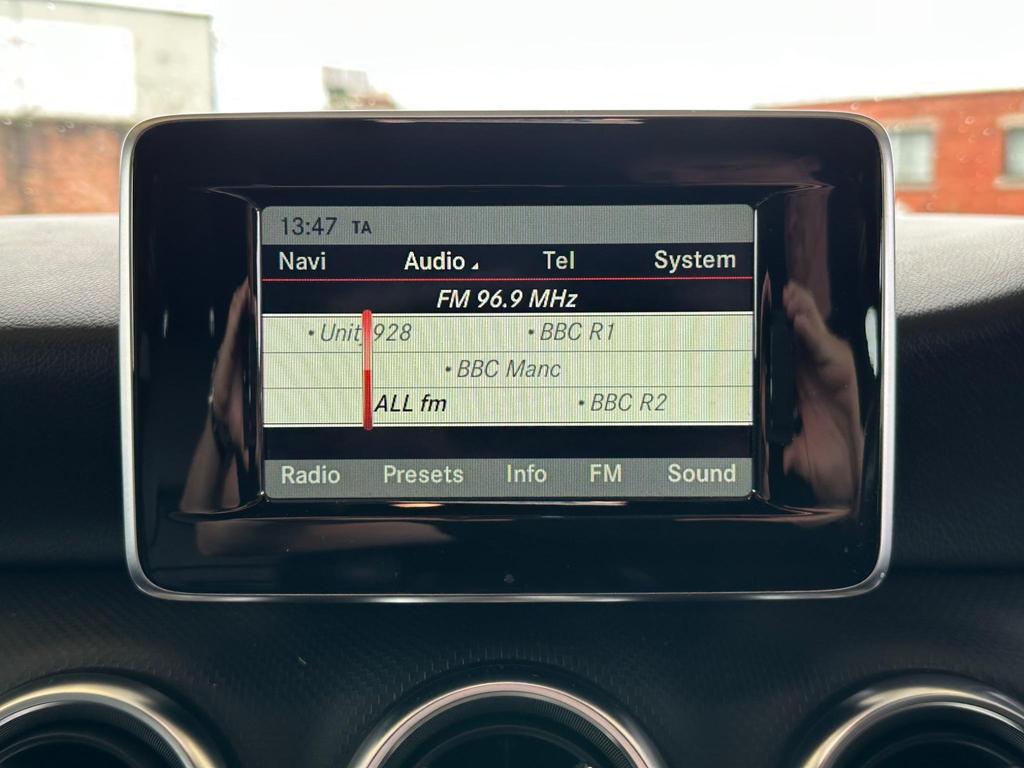 13:47 TA
Navi Audio Tel System
FM 96.9 MHz
• Unity 928 • BBC R1
• BBC Manc
ALL fm • BBC R2
Radio Presets Info FM Sound